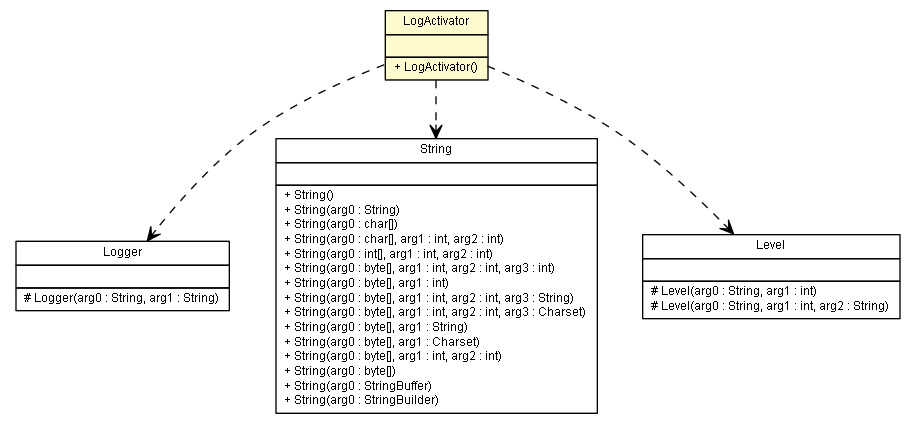 LogActivator
+ LogActivator()
String
+ String()
+ String(arg0 : String)
+ String(arg0 : char[])
+ String(arg0 : char[], arg1 : int, arg2 : int)
+ String(arg0 : int[], arg1 : int, arg2 : int)
+ String(arg0 : byte[], arg1 : int, arg2 : int, arg3 : int)
+ String(arg0 : byte[], arg1 : int)
+ String(arg0 : byte[], arg1 : int, arg2 : int, arg3 : String)
+ String(arg0 : byte[], arg1 : int, arg2 : int, arg3 : Charset)
+ String(arg0 : byte[], arg1 : String)
+ String(arg0 : byte[], arg1 : Charset)
+ String(arg0 : byte[], arg1 : int, arg2 : int)
+ String(arg0 : byte[])
+ String(arg0 : StringBuffer)
+ String(arg0 : StringBuilder)
Logger
# Logger(arg0 : String, arg1 : String)
Level
# Level(arg0 : String, arg1 : int)
# Level(arg0 : String, arg1 : int, arg2 : String)